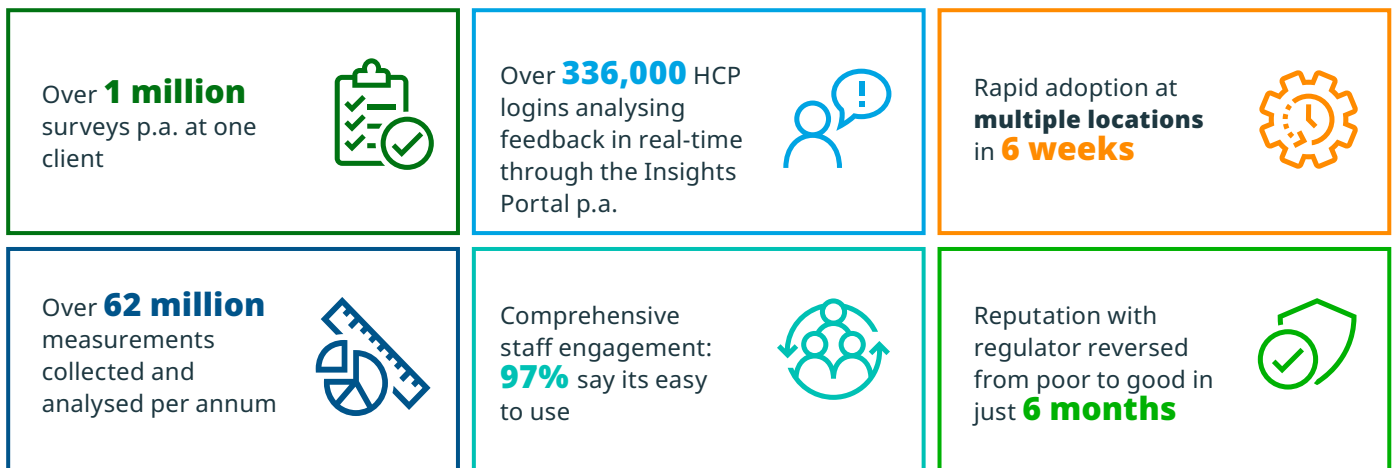 Over 1 million
surveys p.a. at one
client
Over 336,000 HCP
logins analysing
feedback in real-time
through the Insights
Portal p.a.
Rapid adoption at
multiple locations
in 6 weeks
Over 62 million
measurements
collected and
analysed per annum
Comprehensive
staff engagement:
97% say its easy
to use
Reputation with
regulator reversed
from poor to good in
just 6 months